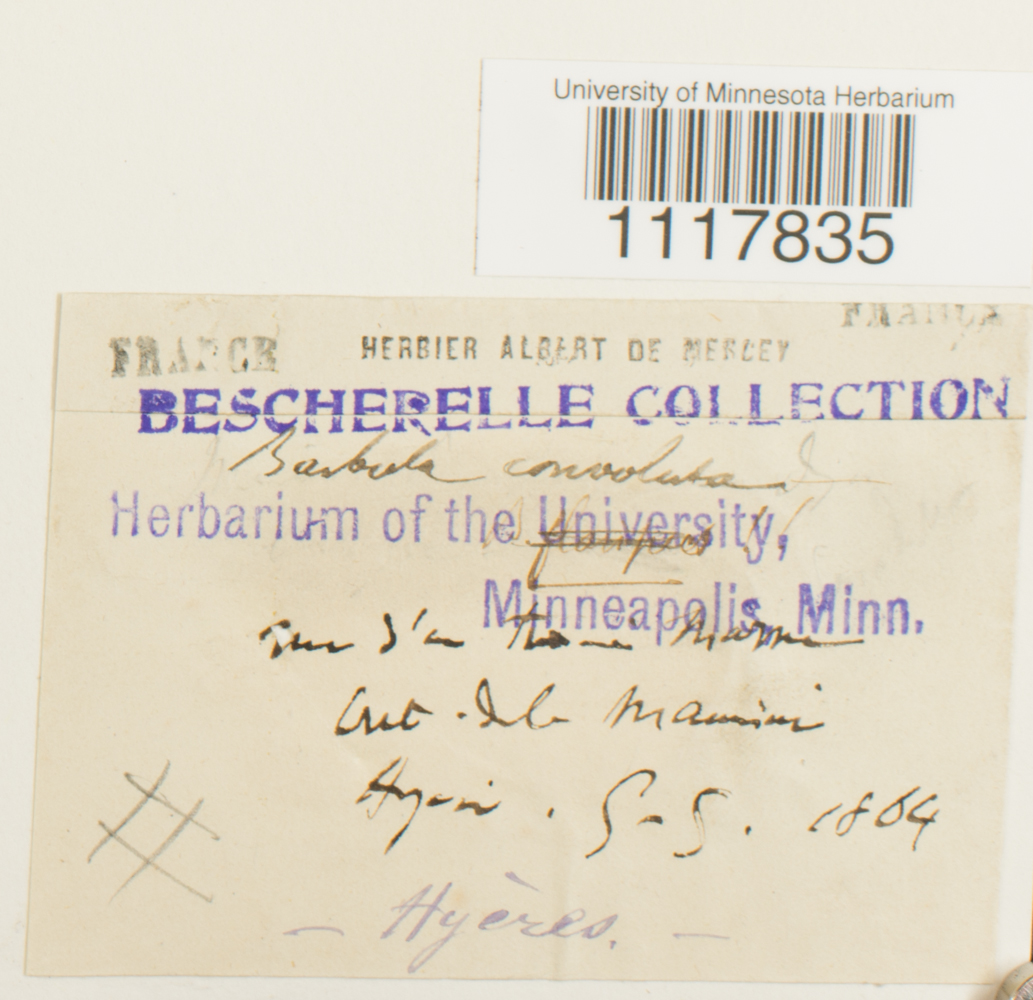 University of Minnesota Herbarium
1117835
FRANCE
FRANCE
HERBIER ALBERT DE MERCEY
BESCHERELLE COLLECTION
Barbula convoluta
Herbarium of the University,
Minneapolis, Minn.
sur
Hyères . 5-5. 1864
- Hyères. -